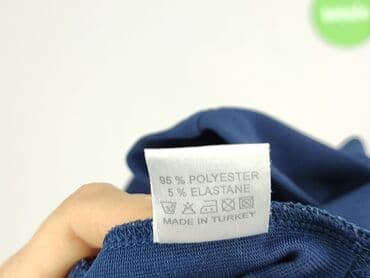 95 % POLYESTER
5 % ELASTANE
MADE IN TURKEY